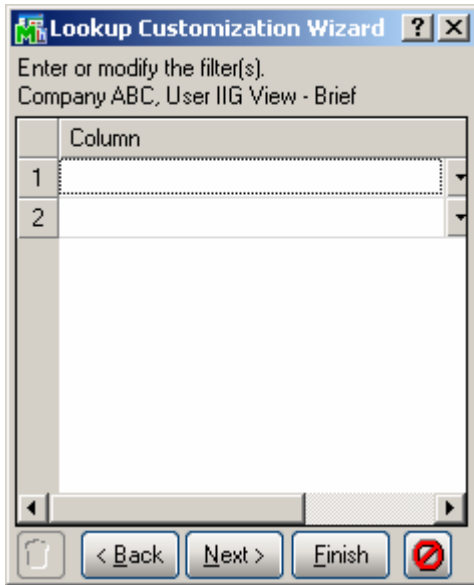 Lookup Customization Wizard
Enter or modify the filter(s).
Company ABC, User IIG View - Brief
Column
1
2
< Back Next > Finish